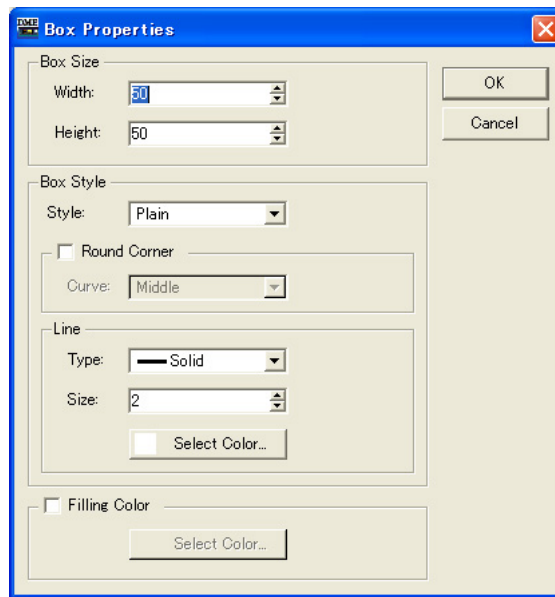 DME Box Properties
Box Size
Width: 50
OK
Height: 50
Cancel
Box Style
Style: Plain
Round Corner
Curve: Middle
Line
Type: Solid
Size: 2
Select Color...
Filling Color
Select Color...